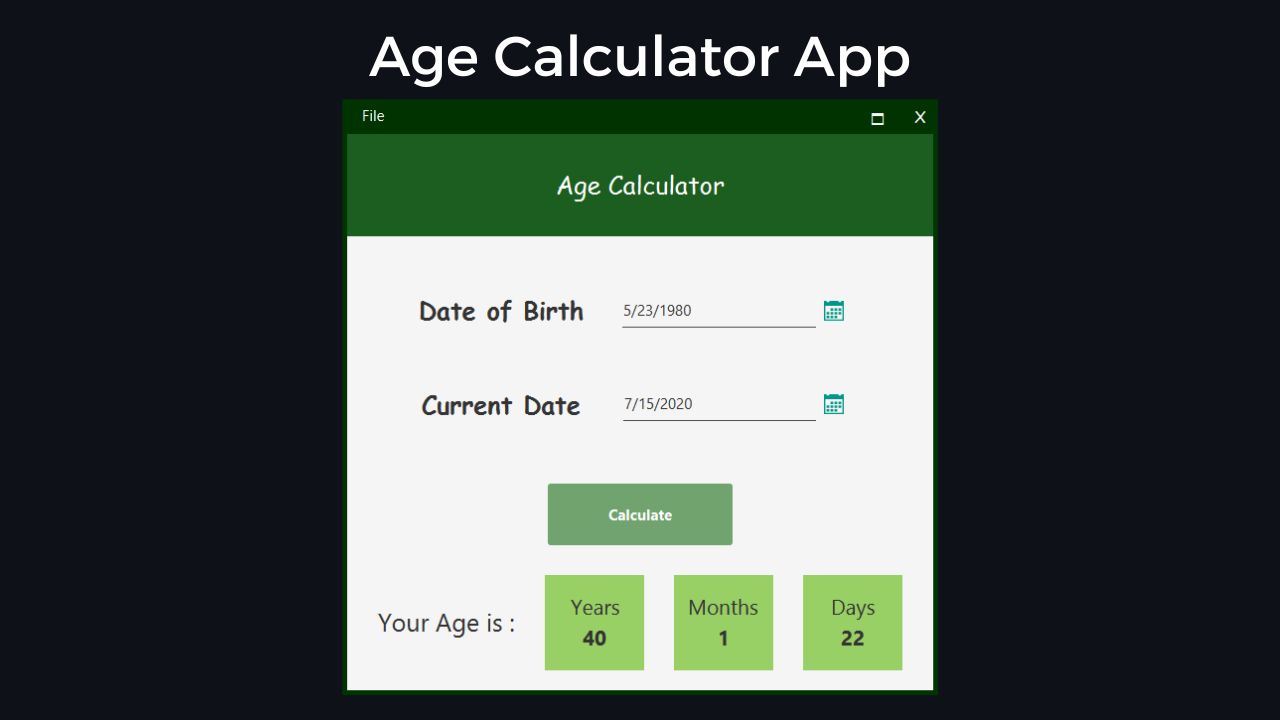 Age Calculator App
File X
Age Calculator
Date of Birth 5/23/1980
Current Date 7/15/2020
Calculate
Years Months Days
Your Age is :
40 1 22